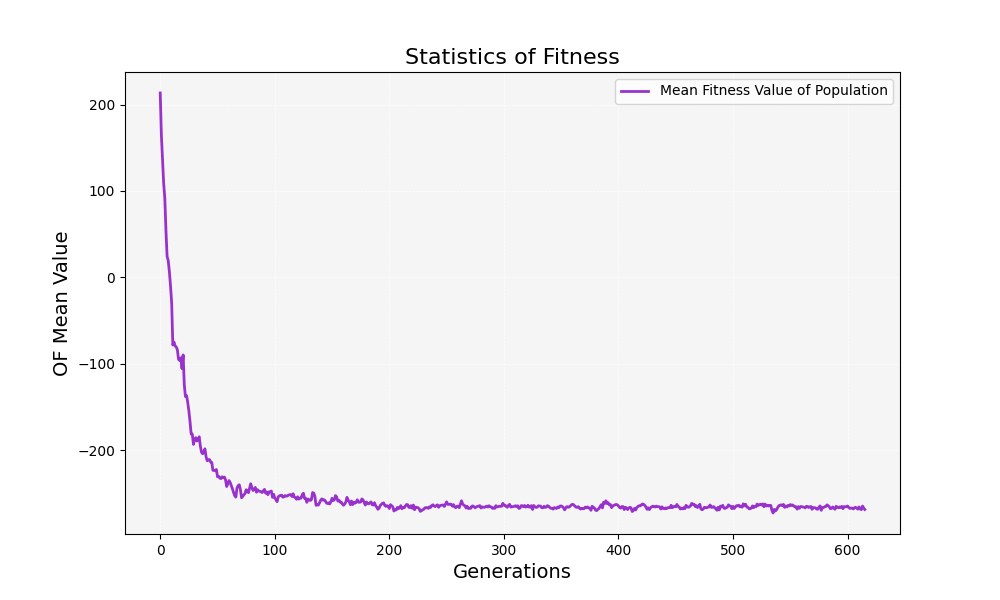 Statistics of Fitness
Mean Fitness Value of Population
OF Mean Value
200
100
0
−100
−200
0 100 200 300 400 500 600
Generations